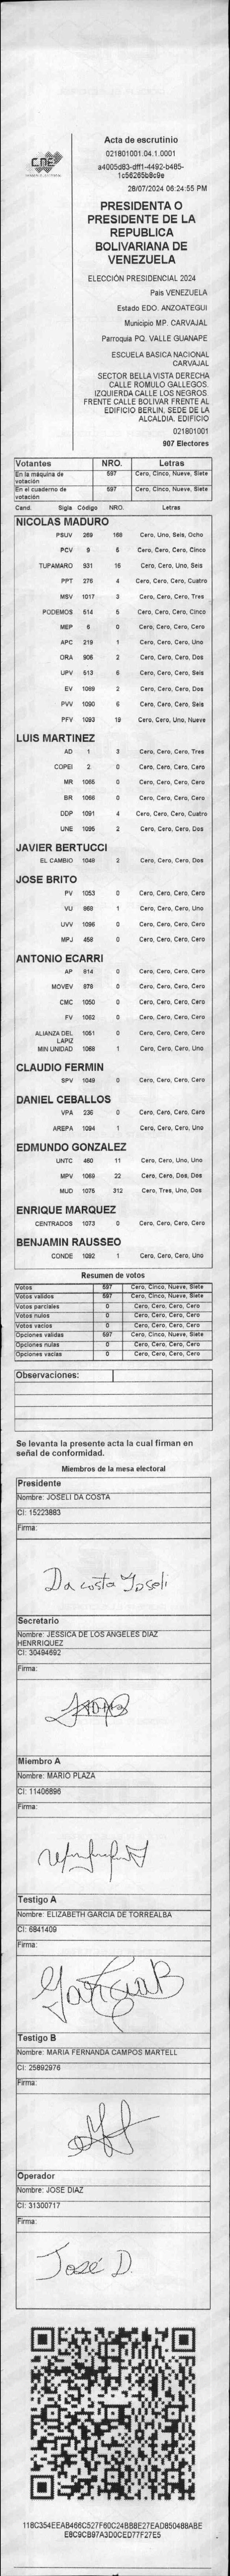 CNE
Acta de escrutinio
021801001.04.1.0001
a4005d83-dff1-4492-b485-
1c56265b8c9e
28/07/2024 06:24:55 PM
PRESIDENTA O
PRESIDENTE DE LA
REPUBLICA
BOLIVARIANA DE
VENEZUELA
ELECCIÓN PRESIDENCIAL 2024
Pais VENEZUELA
Estado EDO. ANZOATEGUI
Municipio MP. CARVAJAL
Parroquia PQ. VALLE GUANAPE
ESCUELA BASICA NACIONAL
CARVAJAL
SECTOR BELLA VISTA DERECHA
CALLE ROMULO GALLEGOS.
IZQUIERDA CALLE LOS NEGROS
FRENTE CALLE BOLIVAR FRENTE AL
EDIFICIO BERLIN, SEDE DE LA
ALCALDIA. EDIFICIO
021801001
907 Electores
Votantes NRO. Letras
En la máquina de votación 597 Cero, Cinco, Nueve, Siete
En el cuaderno de votación 597 Cero, Cinco, Nueve, Siete
Cand. Sigla Código NRO. Letras
NICOLAS MADURO
PSUV 269 168 Cero, Uno, Seis, Ocho
PCV 9 5 Cero, Cero, Cero, Cinco
TUPAMARO 931 16 Cero, Cero, Uno, Seis
PPT 276 4 Cero, Cero, Cero, Cuatro
MSV 1017 3 Cero, Cero, Cero, Tres
PODEMOS 514 5 Cero, Cero, Cero, Cinco
MEP 6 0 Cero, Cero, Cero, Cero
APC 219 1 Cero, Cero, Cero, Uno
ORA 906 2 Cero, Cero, Cero, Dos
UPV 513 6 Cero, Cero, Cero, Seis
EV 1089 2 Cero, Cero, Cero, Dos
PVV 1090 6 Cero, Cero, Cero, Seis
PFV 1093 19 Cero, Cero, Uno, Nueve
LUIS MARTINEZ
AD 1 3 Cero, Cero, Cero, Tres
COPEI 2 0 Cero, Cero, Cero, Cero
MR 1065 0 Cero, Cero, Cero, Cero
BR 1066 0 Cero, Cero, Cero, Cero
DDP 1091 4 Cero, Cero, Cero, Cuatro
UNE 1095 2 Cero, Cero, Cero, Dos
JAVIER BERTUCCI
EL CAMBIO 1048 2 Cero, Cero, Cero, Dos
JOSE BRITO
PV 1053 0 Cero, Cero, Cero, Cero
VU 968 1 Cero, Cero, Cero, Uno
UVV 1096 0 Cero, Cero, Cero, Cero
MPJ 458 0 Cero, Cero, Cero, Cero
ANTONIO ECARRI
AP 814 0 Cero, Cero, Cero, Cero
MOVEV 978 0 Cero, Cero, Cero, Cero
CMC 1050 0 Cero, Cero, Cero, Cero
FV 1062 0 Cero, Cero, Cero, Cero
ALIANZA DEL LAPIZ 1051 0 Cero, Cero, Cero, Cero
MIN UNIDAD 1068 1 Cero, Cero, Cero, Uno
CLAUDIO FERMIN
SPV 1049 0 Cero, Cero, Cero, Cero
DANIEL CEBALLOS
VPA 236 0 Cero, Cero, Cero, Cero
AREPA 1094 1 Cero, Cero, Cero, Uno
EDMUNDO GONZALEZ
UNTC 460 11 Cero, Cero, Uno, Uno
MPV 1069 22 Cero, Cero, Dos, Dos
MUD 1075 312 Cero, Tres, Uno, Dos
ENRIQUE MARQUEZ
CENTRADOS 1073 0 Cero, Cero, Cero, Cero
BENJAMIN RAUSSEO
CONDE 1092 1 Cero, Cero, Cero, Uno
Resumen de votos
Votos 597 Cero, Cinco, Nueve, Siete
Votos validos 597 Cero, Cinco, Nueve, Siete
Votos parciales 0 Cero, Cero, Cero, Cero
Votos nulos 0 Cero, Cero, Cero, Cero
Votos vacios 0 Cero, Cero, Cero, Cero
Opciones validas 597 Cero, Cinco, Nueve, Siete
Opciones nulas 0 Cero, Cero, Cero, Cero
Opciones vacias 0 Cero, Cero, Cero, Cero
Observaciones:
Se levanta la presente acta la cual firman en
señal de conformidad.
Miembros de la mesa electoral
Presidente
Nombre: JOSELI DA COSTA
CI: 15223883
Firma:
Da costa Joseli
Secretario
Nombre: JESSICA DE LOS ANGELES DIAZ
HENRRIQUEZ
CI: 30494692
Firma:
Miembro A
Nombre: MARIO PLAZA
CI: 11406896
Firma:
Testigo A
Nombre: ELIZABETH GARCIA DE TORREALBA
CI: 6841409
Firma:
Testigo B
Nombre: MARIA FERNANDA CAMPOS MARTELL
CI: 25892976
Firma:
Operador
Nombre: JOSE DIAZ
CI: 31300717
Firma:
José D.
118C354EEAB466C527F60C24BB8E27EAD850488ABE
E8C9CB97A3D0CED77F27E5